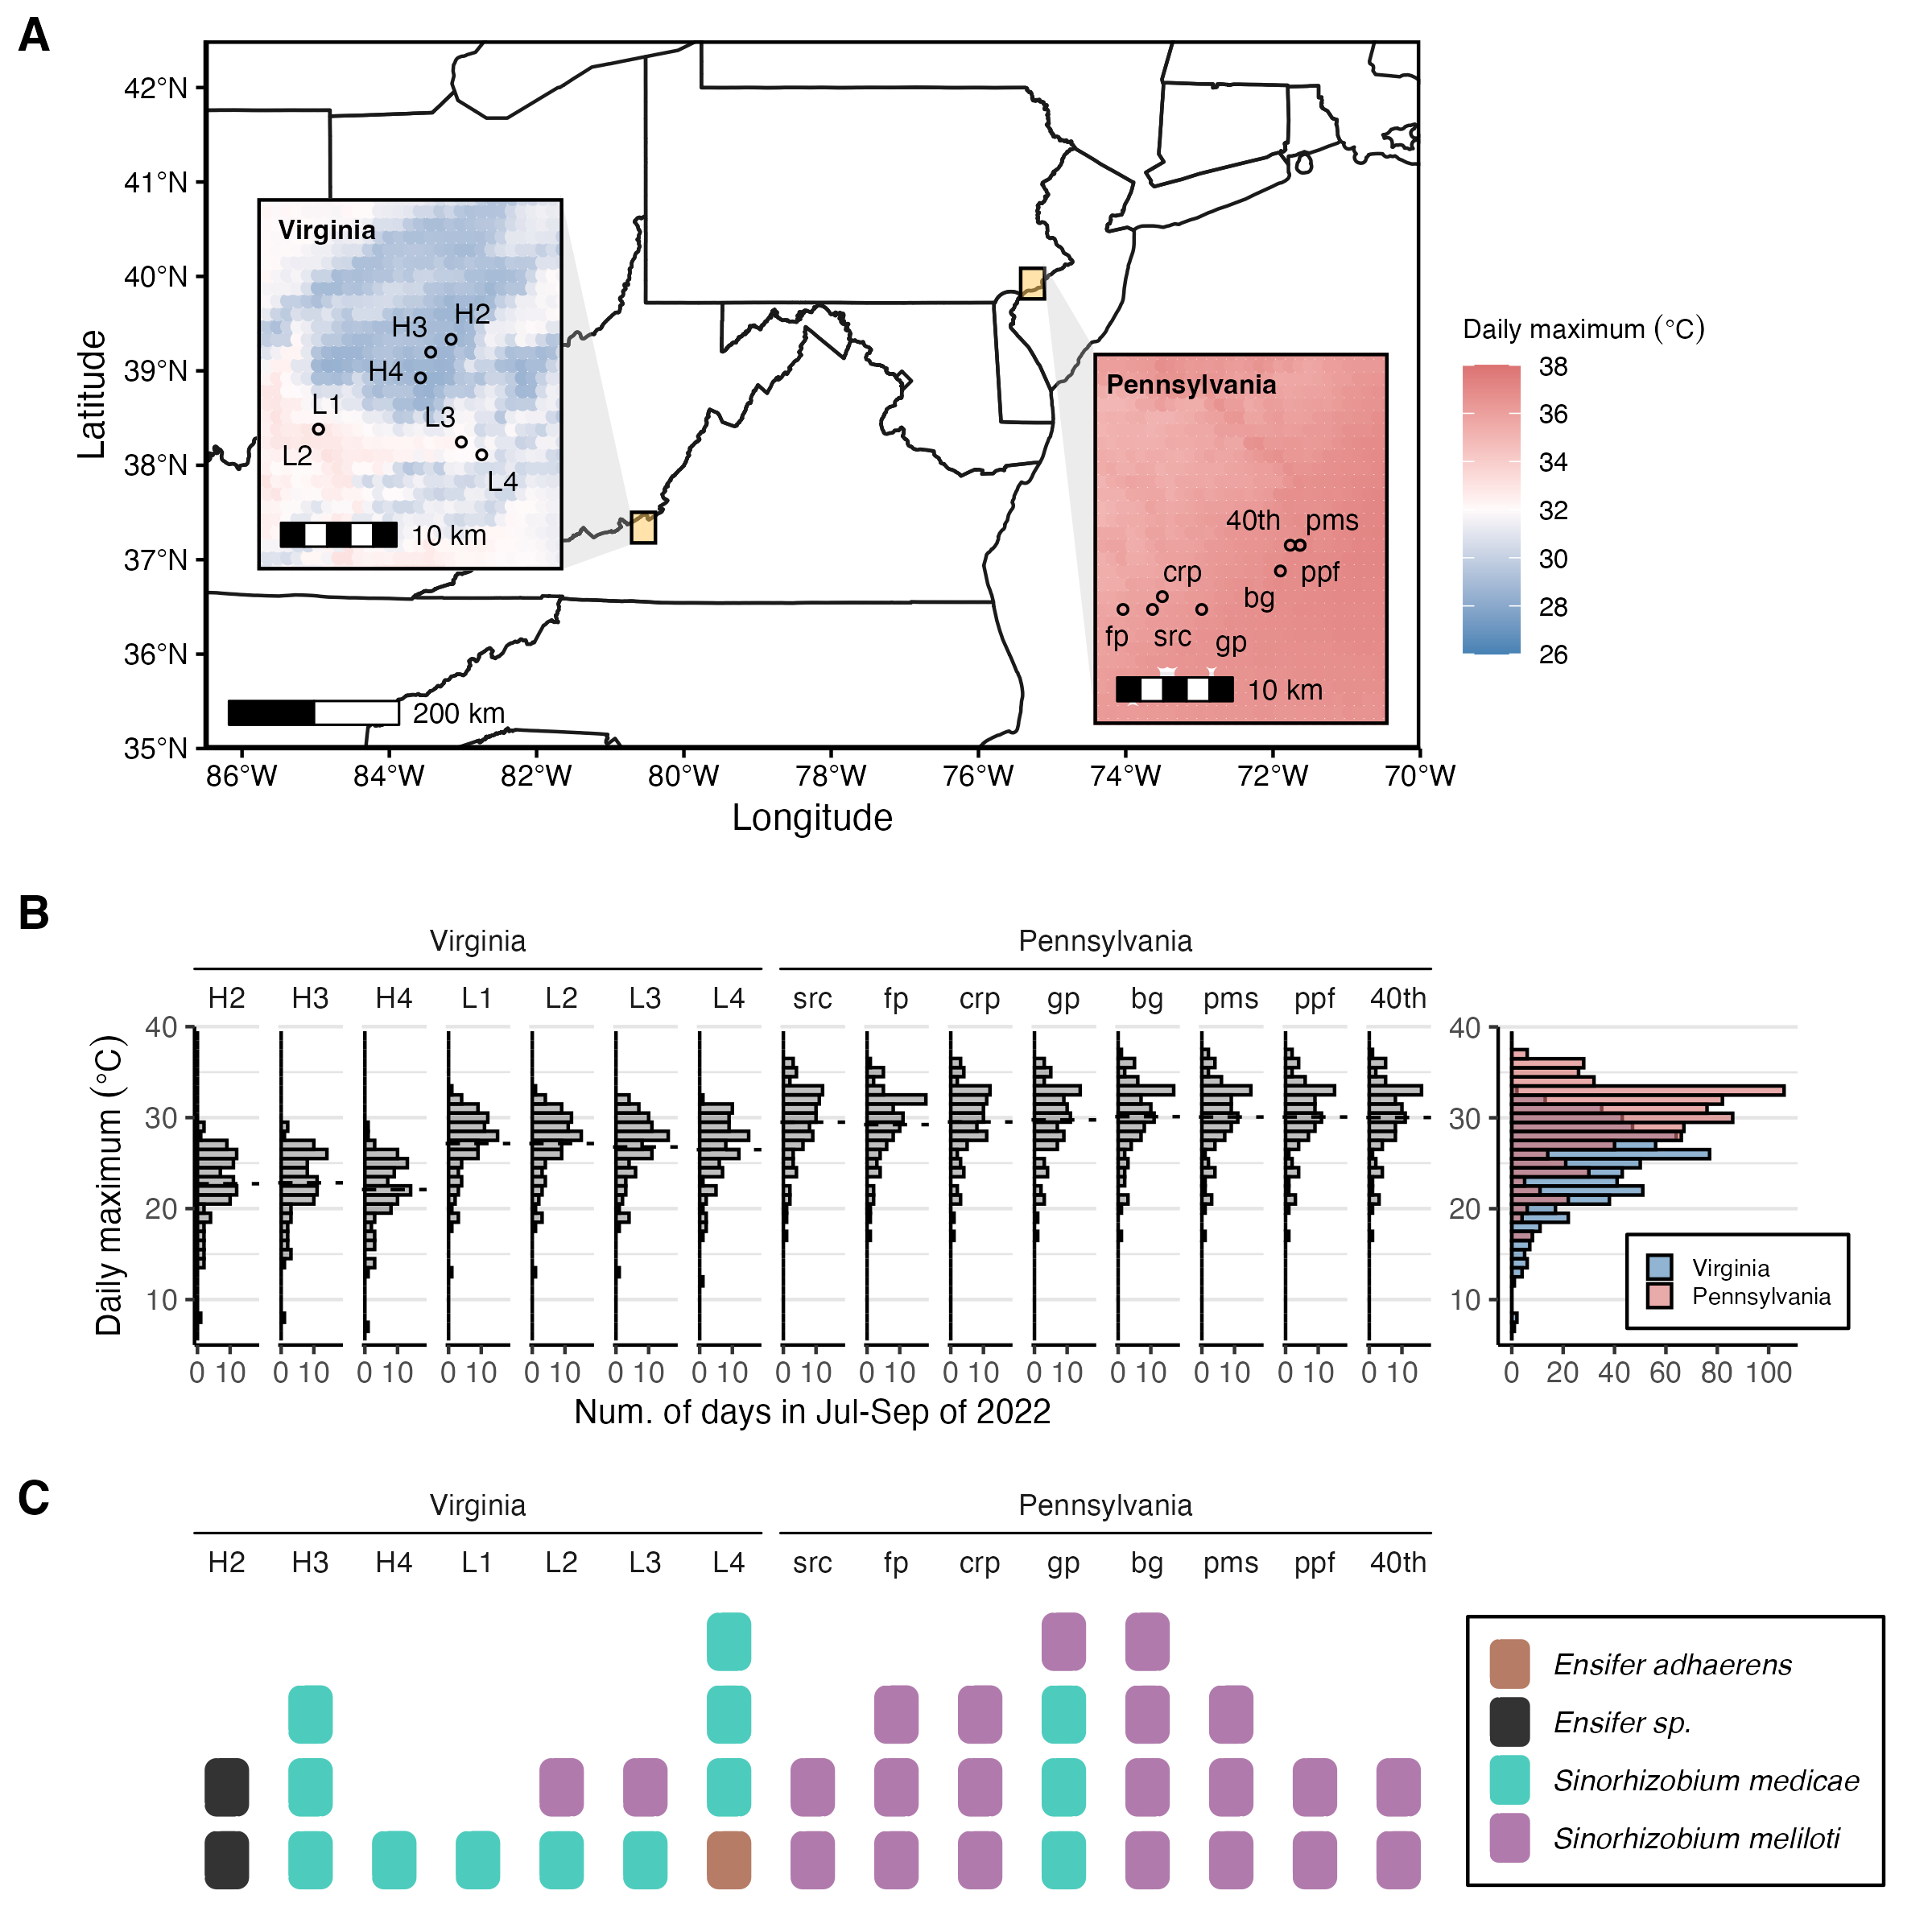 A
42°N
41°N
40°N
39°N
38°N
37°N
36°N
35°N
Latitude
86°W 84°W 82°W 80°W 78°W 76°W 74°W 72°W 70°W
Longitude
200 km
Virginia
H2
H3
H4
L1
L3
L2
L4
10 km
Pennsylvania
40th pms
crp
ppf
bg
fp src gp
10 km
Daily maximum (°C)
38
36
34
32
30
28
26
B
Virginia Pennsylvania
H2 H3 H4 L1 L2 L3 L4 src fp crp gp bg pms ppf 40th
Daily maximum (°C)
40
30
20
10
0 10 0 10 0 10 0 10 0 10 0 10 0 10 0 10 0 10 0 10 0 10 0 10 0 10 0 10 0 10
Num. of days in Jul-Sep of 2022
40
30
20
10
0 20 40 60 80 100
Virginia
Pennsylvania
C
Virginia Pennsylvania
H2 H3 H4 L1 L2 L3 L4 src fp crp gp bg pms ppf 40th
Ensifer adhaerens
Ensifer sp.
Sinorhizobium medicae
Sinorhizobium meliloti